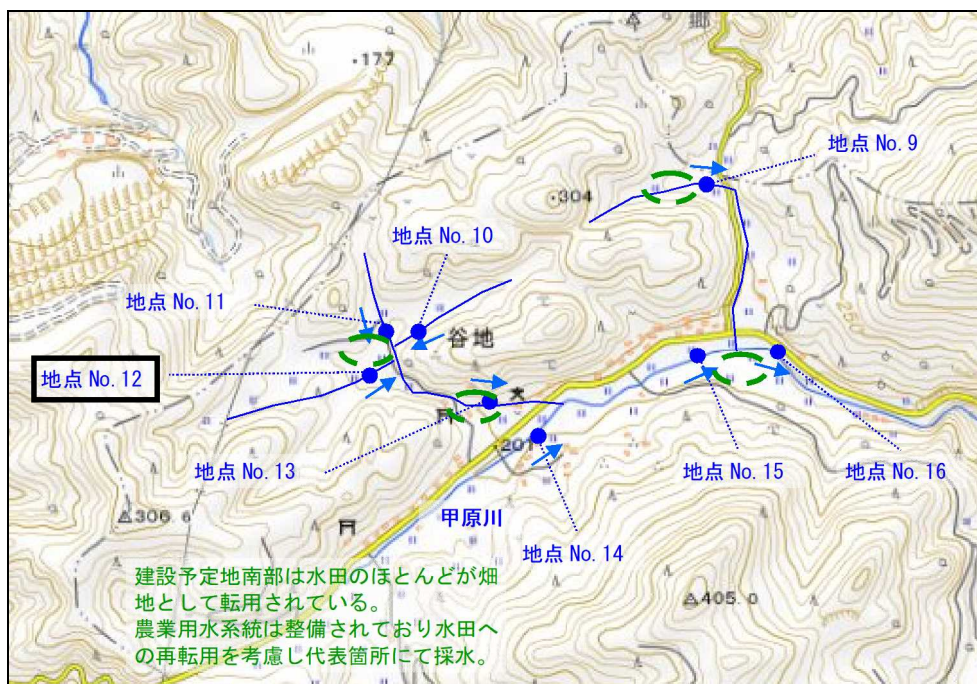 郷
・177
地点 No. 9
・304
地点 No. 10
地点 No. 11
谷地
地点 No. 12
文
・201
地点 No. 13
地点 No. 15
地点 No. 16
甲原川
地点 No. 14
△306.6
建設予定地南部は水田のほとんどが畑
地として転用されている。
農業用水系統は整備されており水田へ
の再転用を考慮し代表箇所にて採水。
△405.0